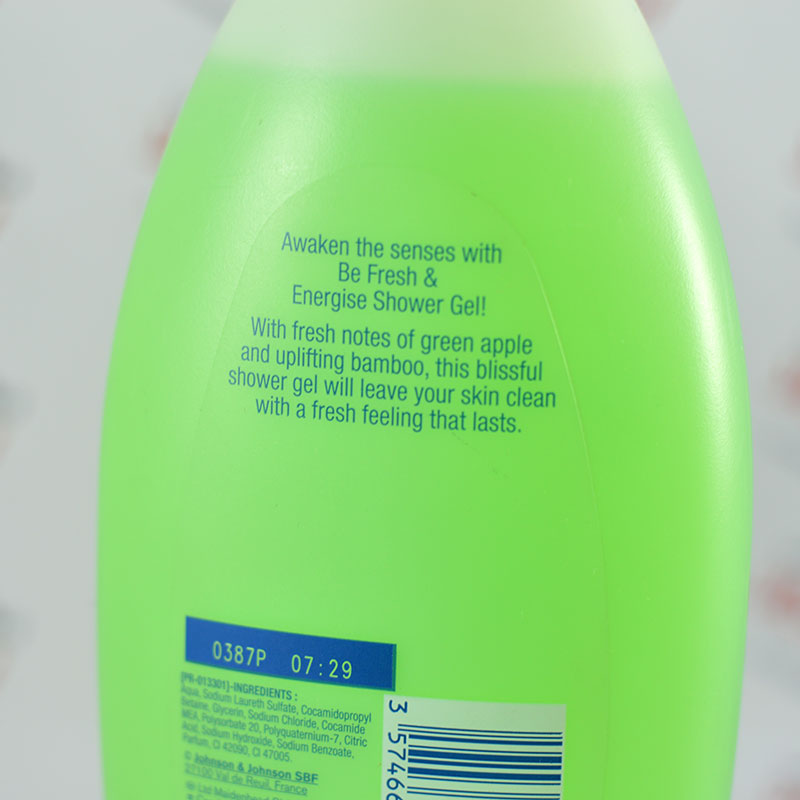 Awaken the senses with
Be Fresh &
Energise Shower Gel!
With fresh notes of green apple
and uplifting bamboo, this blissful
shower gel will leave your skin clean
with a fresh feeling that lasts.
0387P 07:29
[PR-013301]-INGREDIENTS :
Aqua, Sodium Laureth Sulfate, Cocamidopropyl
Betaine, Glycerin, Sodium Chloride, Cocamide
MEA, Polysorbate 20, Polyquaternium-7, Citric
Acid, Sodium Hydroxide, Sodium Benzoate,
Parfum, CI 42090, CI 47005.
© Johnson & Johnson SBF
27100 Val de Reuil, France
Ltd Maidenhead
3 57466